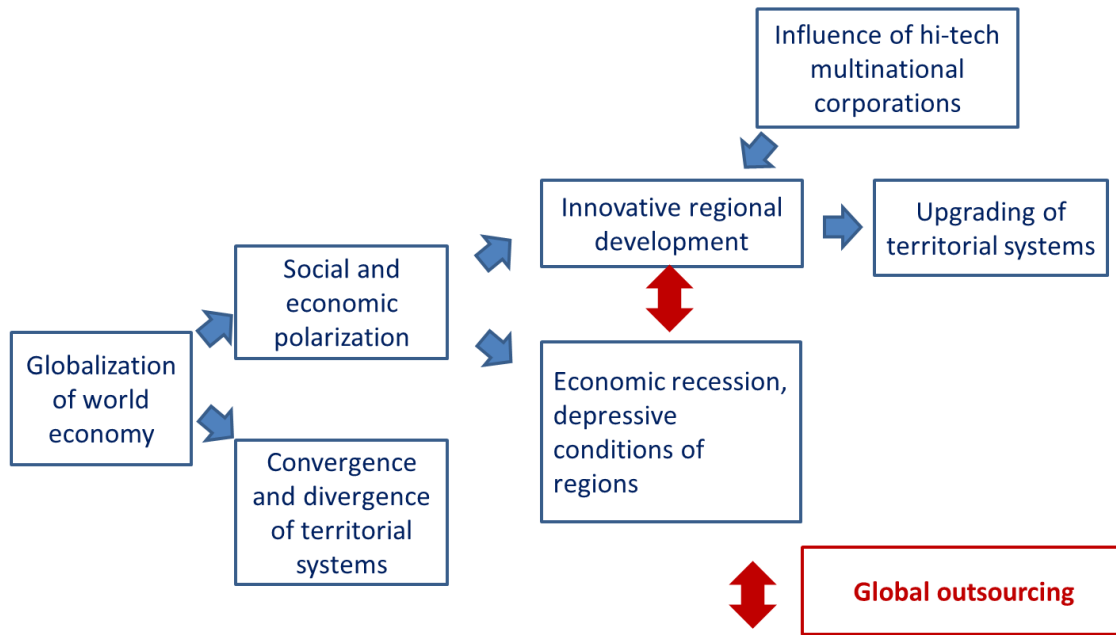 Influence of hi-tech
multinational
corporations
Innovative regional
development
Upgrading of
territorial systems
Social and
economic
polarization
Globalization
of world
economy
Economic recession,
depressive
conditions of
regions
Convergence
and divergence
of territorial
systems
Global outsourcing